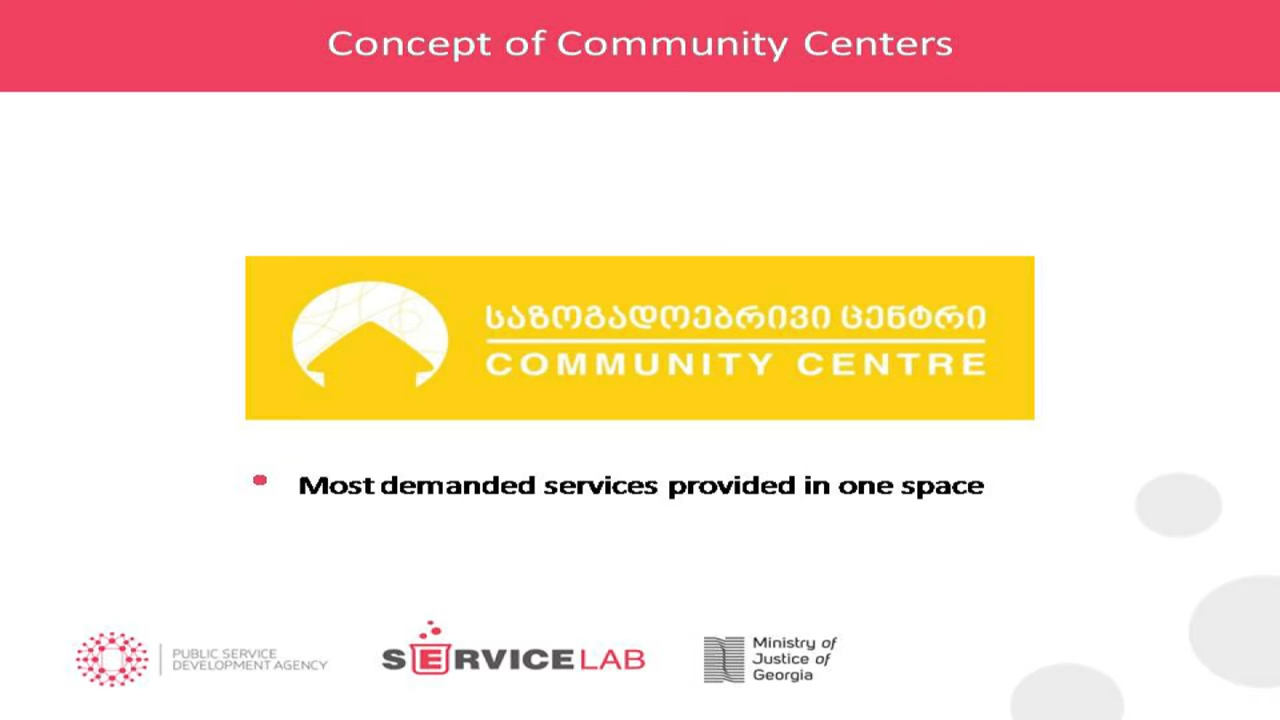 Concept of Community Centers
საზოგადოებრივი ცენტრი
COMMUNITY CENTRE
Most demanded services provided in one space
PUBLIC SERVICE
DEVELOPMENT AGENCY
SERVICELAB
Ministry of
Justice of
Georgia